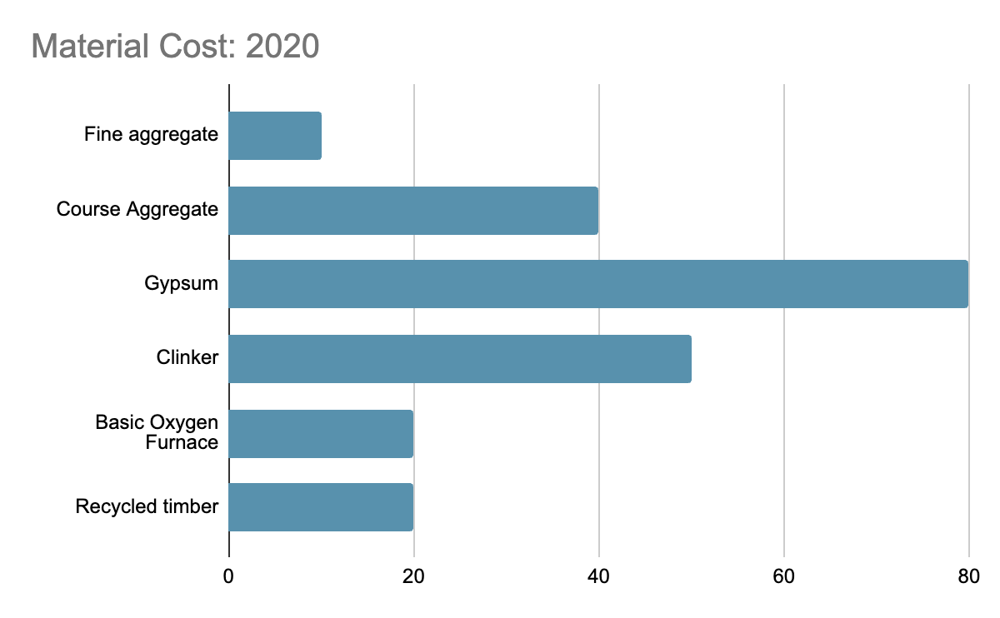 Material Cost: 2020
Fine aggregate
Course Aggregate
Gypsum
Clinker
Basic Oxygen
Furnace
Recycled timber
0 20 40 60 80